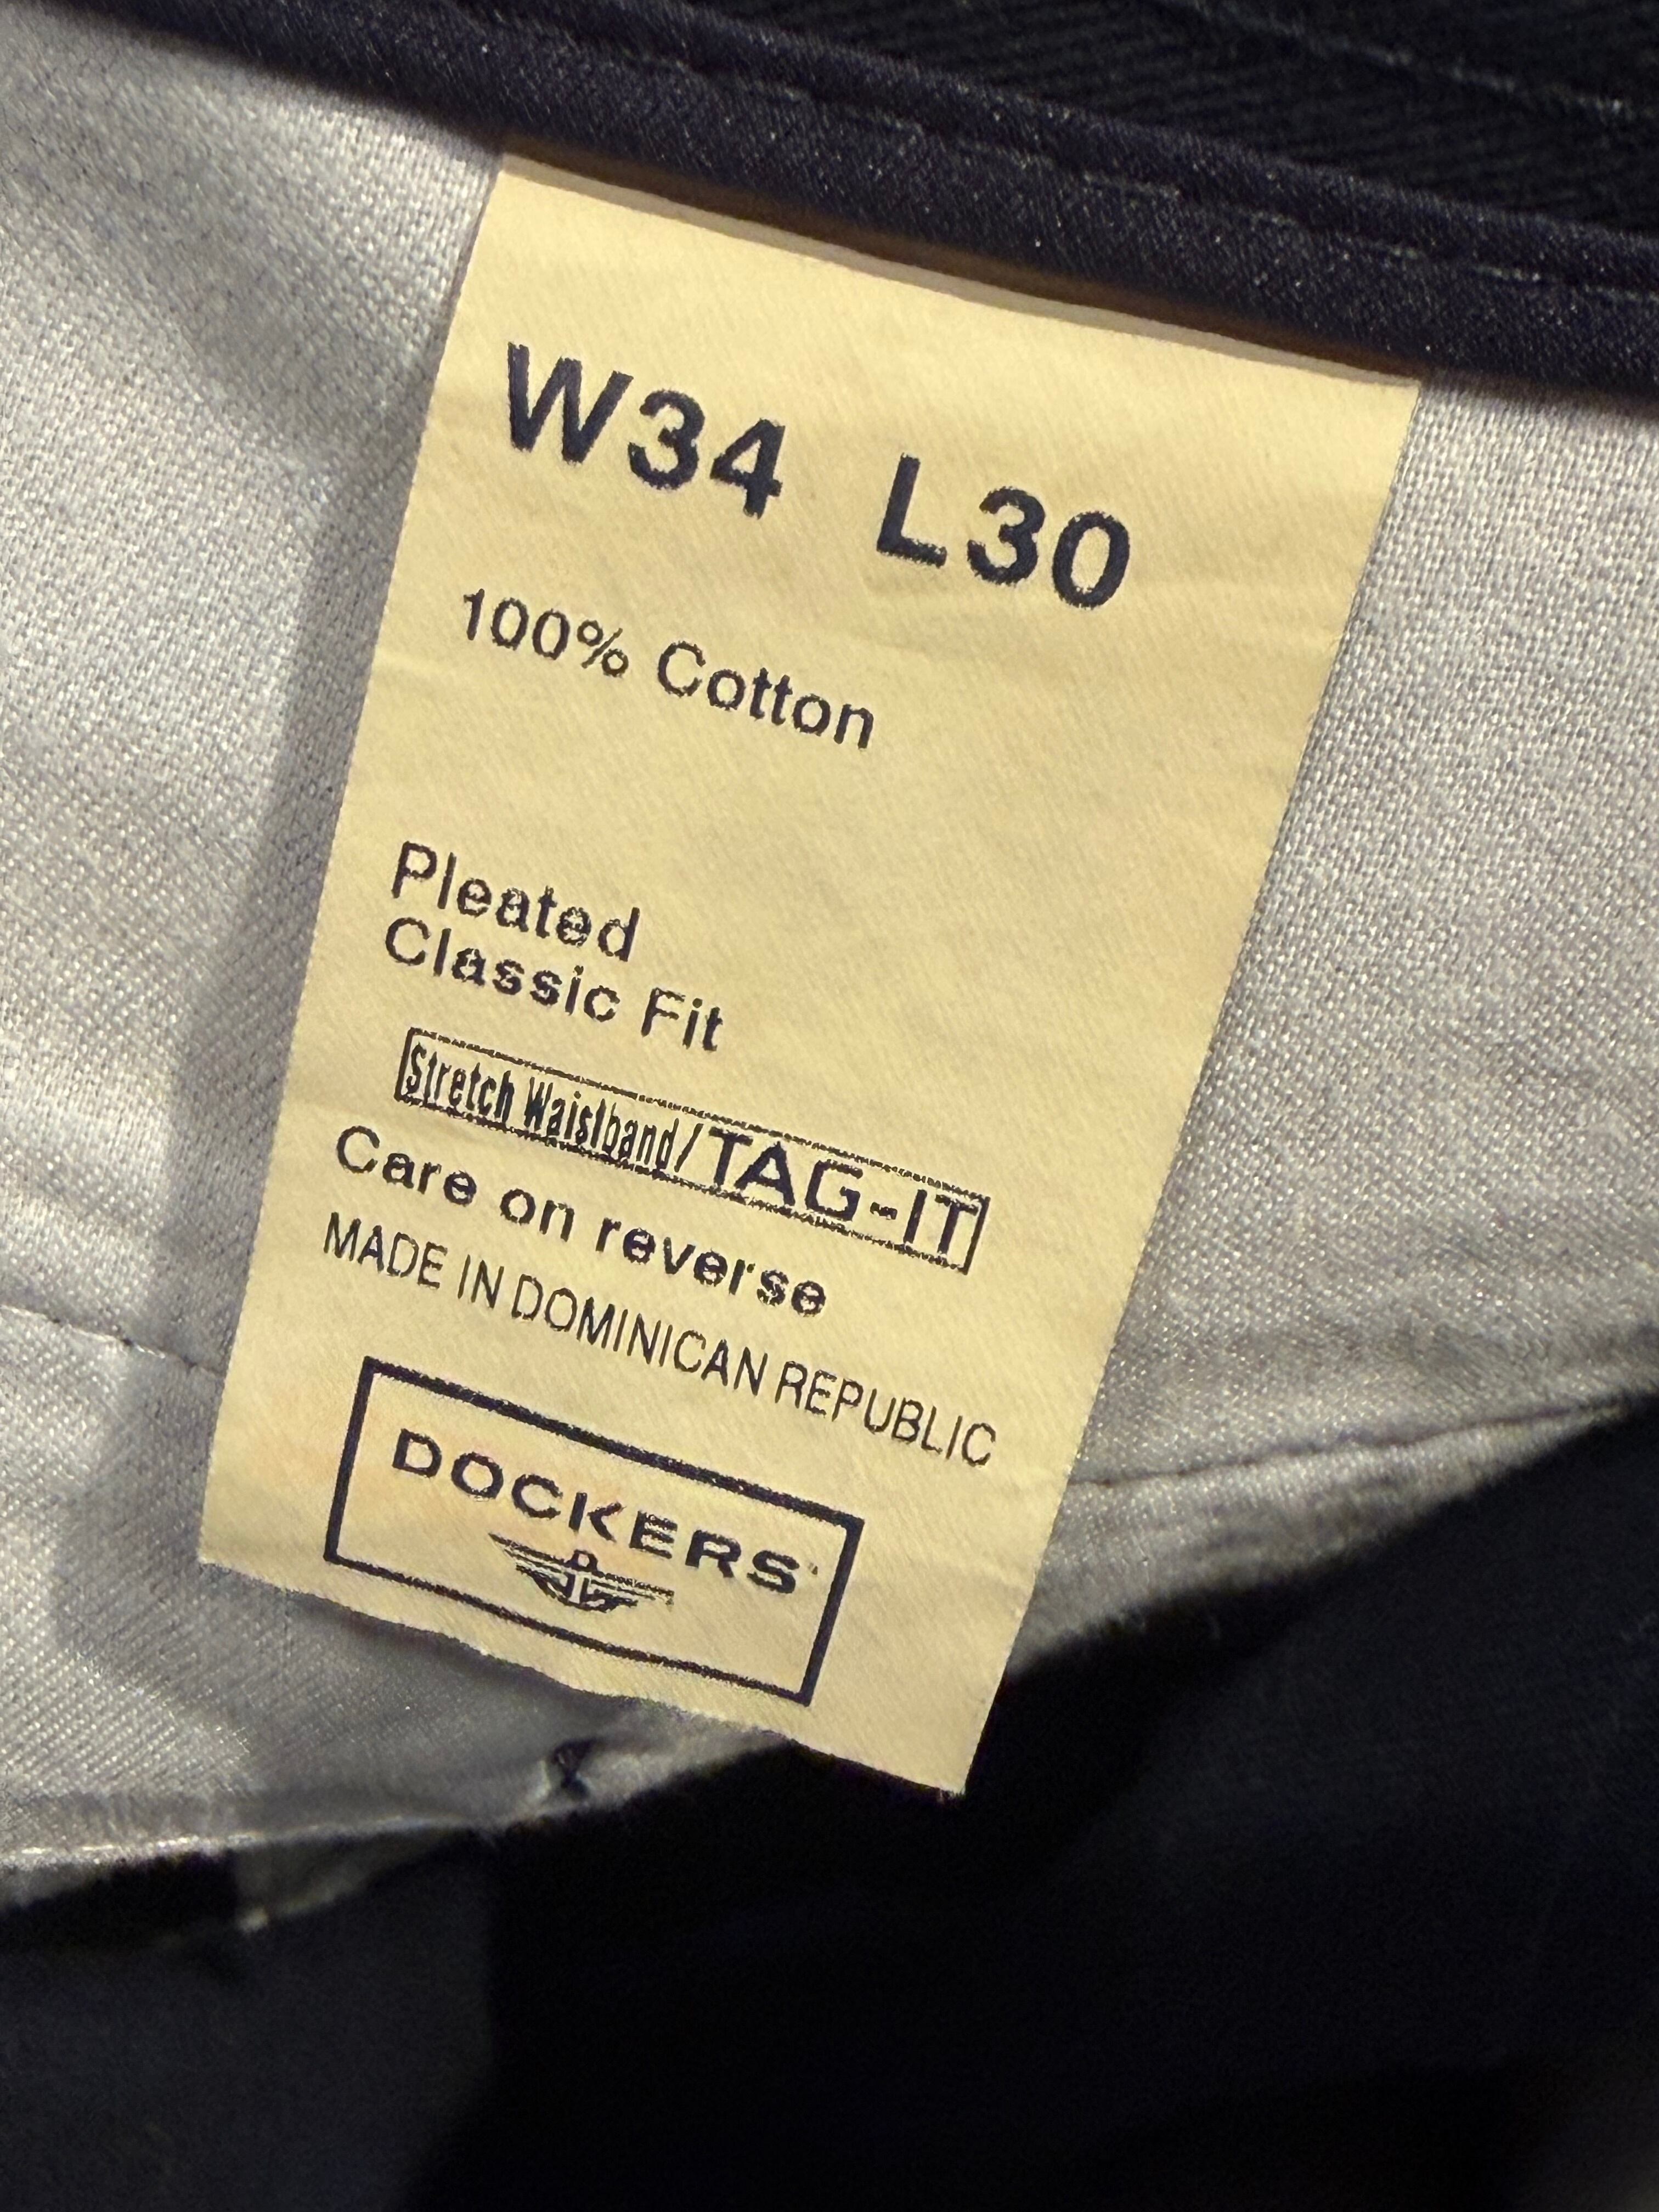 W34 L30
100% Cotton
Pleated
Classic Fit
Stretch Waistband/TAG-IT
Care on reverse
MADE IN DOMINICAN REPUBLIC
DOCKERS
D